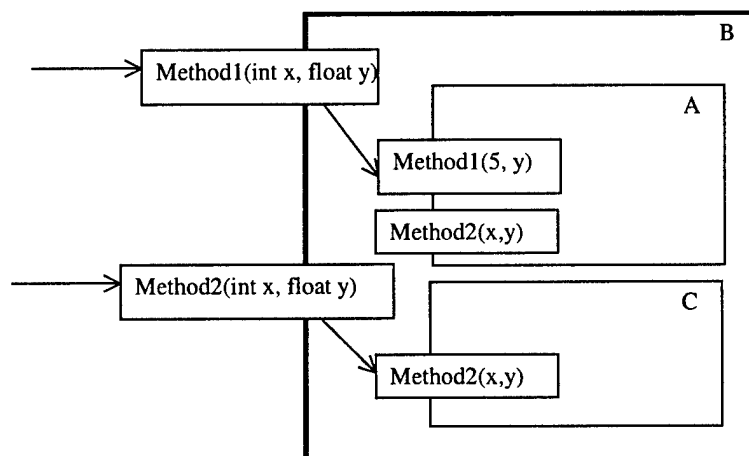 B
Method1(int x, float y)
A
Method1(5, y)
Method2(x,y)
Method2(int x, float y)
C
Method2(x,y)